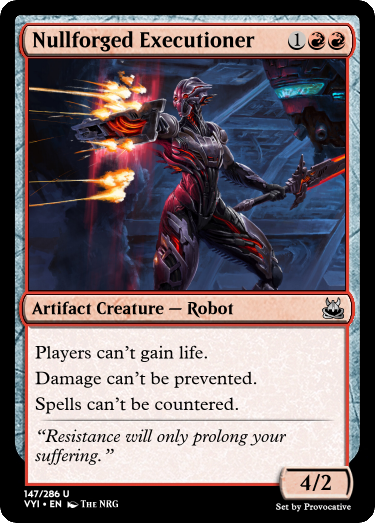 Nullforged Executioner 1
Artifact Creature — Robot
Players can't gain life.
Damage can't be prevented.
Spells can't be countered.
“Resistance will only prolong your
suffering.”
4/2
147/286 U
VYI • EN The NRG
Set by Provocative